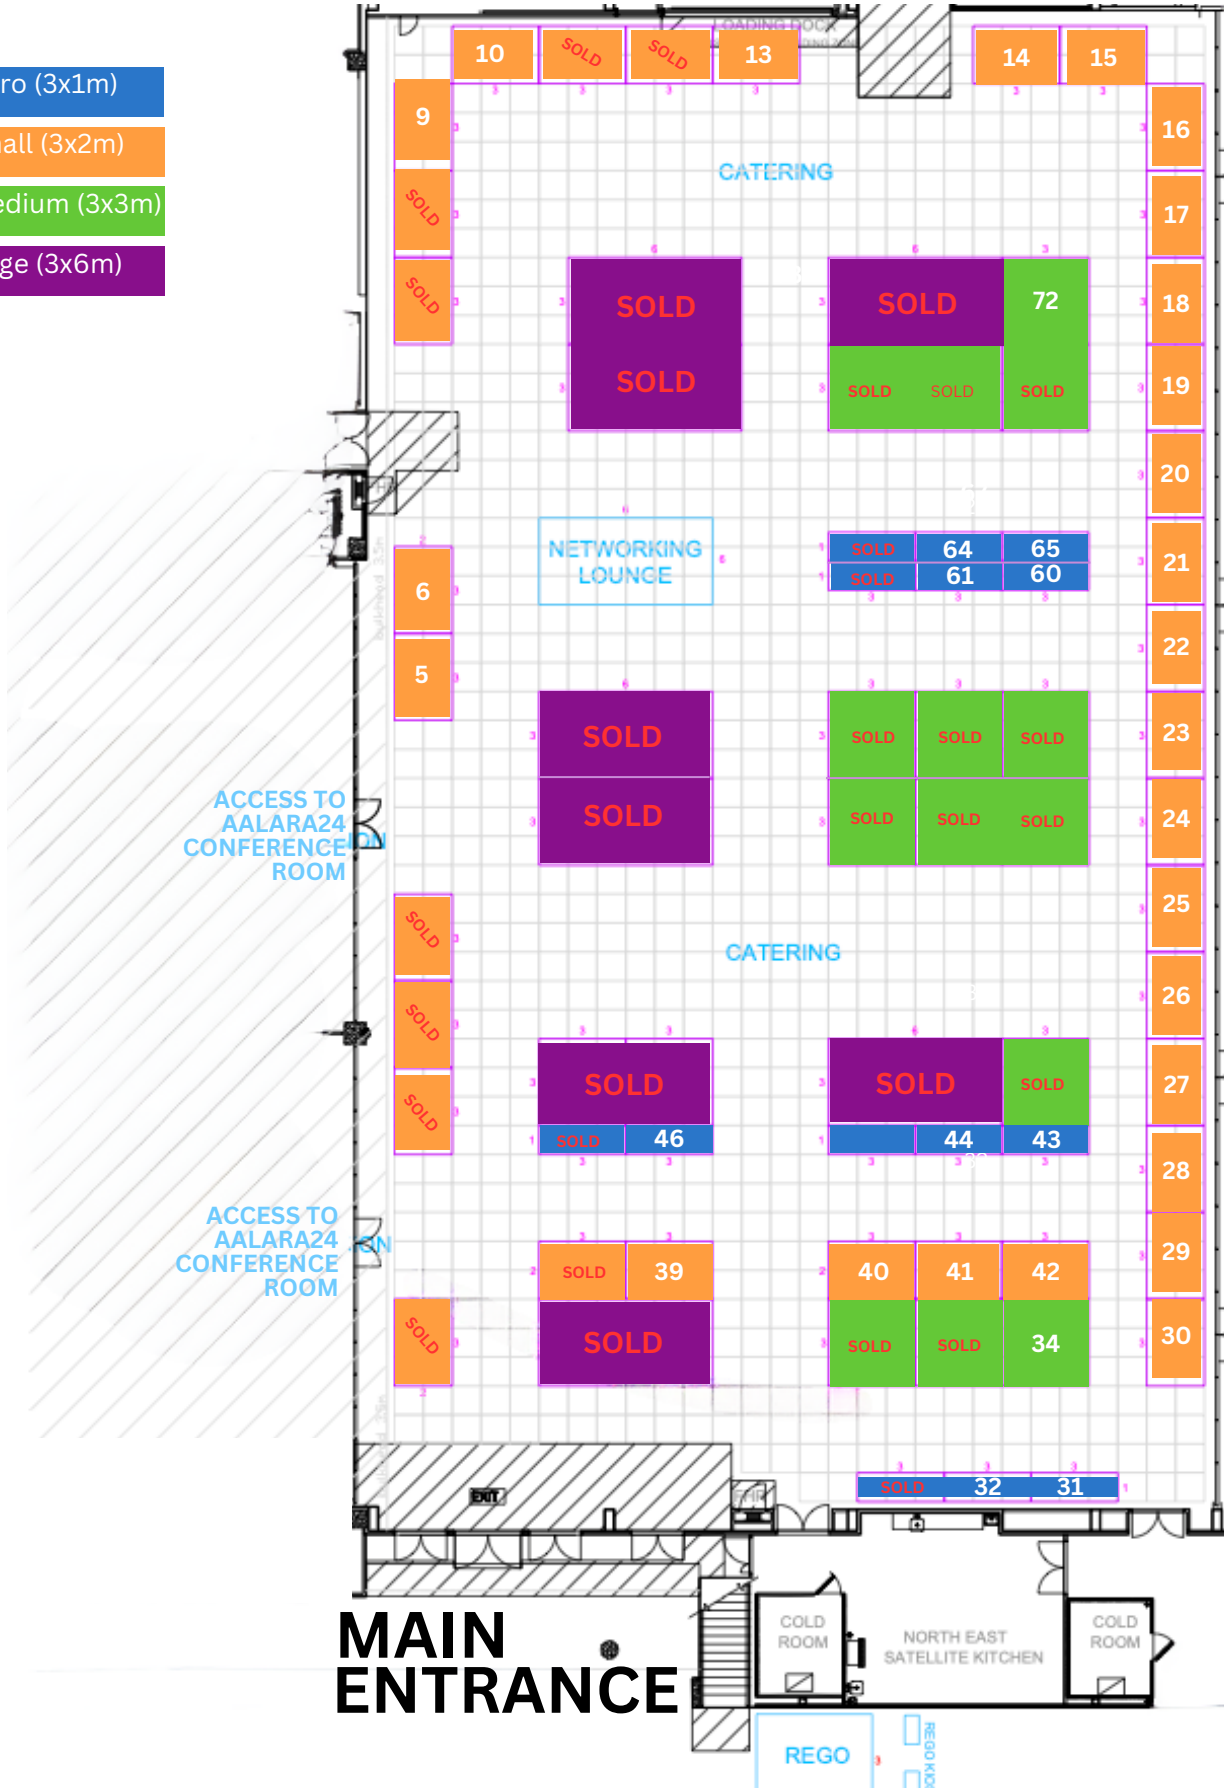 LOADING DOCK
10
SOLD
SOLD
13
14
15
ro (3x1m)
all (3x2m)
edium (3x3m)
ge (3x6m)
9
SOLD
SOLD
CATERING
16
17
18
19
20
21
22
23
24
25
26
27
28
29
30
SOLD
SOLD
SOLD
72
SOLD
SOLD
SOLD
NETWORKING
LOUNGE
SOLD
64
65
SOLD
61
60
6
5
SOLD
SOLD
SOLD
SOLD
SOLD
SOLD
SOLD
SOLD
ACCESS TO
AALARA24
CONFERENCE
ROOM
SOLD
SOLD
SOLD
CATERING
SOLD
SOLD
SOLD
SOLD
46
44
43
ACCESS TO
AALARA24
CONFERENCE
ROOM
SOLD
SOLD
39
40
41
42
SOLD
SOLD
SOLD
34
SOLD
32
31
EXIT
FHR
MAIN
ENTRANCE
COLD
ROOM
NORTH EAST
SATELLITE KITCHEN
COLD
ROOM
REGO